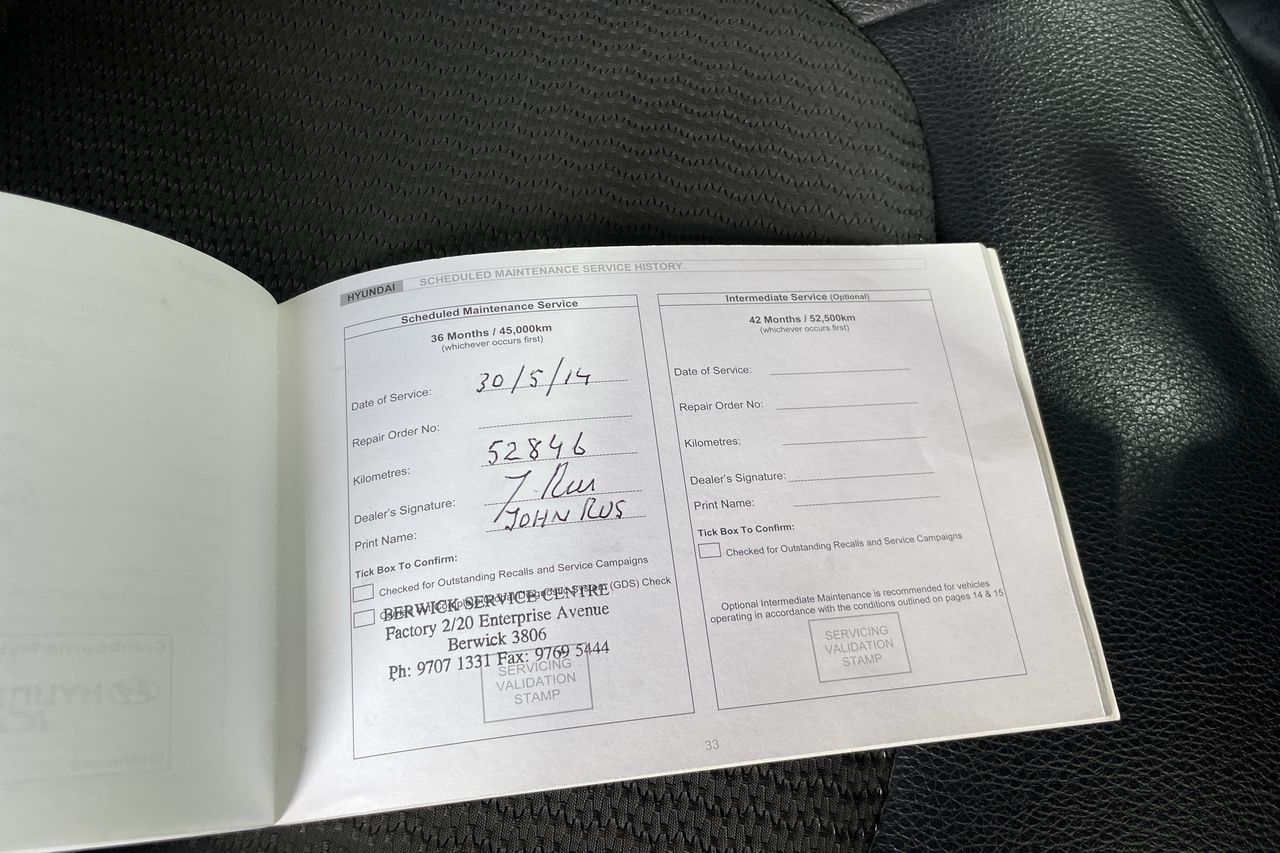 HYUNDAI SCHEDULED MAINTENANCE SERVICE HISTORY
Scheduled Maintenance Service
36 Months / 45,000km
(whichever occurs first)
Date of Service: 30/5/14
Repair Order No:
Kilometres: 52846
Dealer's Signature: J. Rus
Print Name: JOHN RUS
Tick Box To Confirm:
Checked for Outstanding Recalls and Service Campaigns
System (GDS) Check
BERWICK SERVICE CENTRE
Factory 2/20 Enterprise Avenue
Berwick 3806
Ph: 9707 1331 Fax: 9769 5444
SERVICING
VALIDATION
STAMP
Intermediate Service (Optional)
42 Months / 52,500km
(whichever occurs first)
Date of Service:
Repair Order No:
Kilometres:
Dealer's Signature:
Print Name:
Tick Box To Confirm:
Checked for Outstanding Recalls and Service Campaigns
Optional Intermediate Maintenance is recommended for vehicles
operating in accordance with the conditions outlined on pages 14 & 15
SERVICING
VALIDATION
STAMP
33